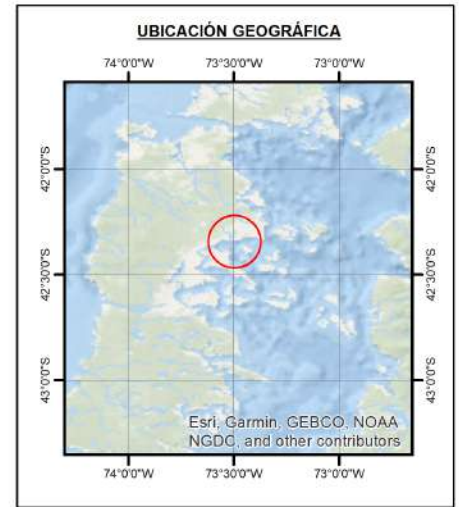 UBICACIÓN GEOGRÁFICA
74°0'0"W 73°30'0"W 73°0'0"W
42°0'0"S 42°0'0"S
42°30'0"S 42°30'0"S
43°0'0"S 43°0'0"S
Esri, Garmin, GEBCO, NOAA
NGDC, and other contributors
74°0'0"W 73°30'0"W 73°0'0"W